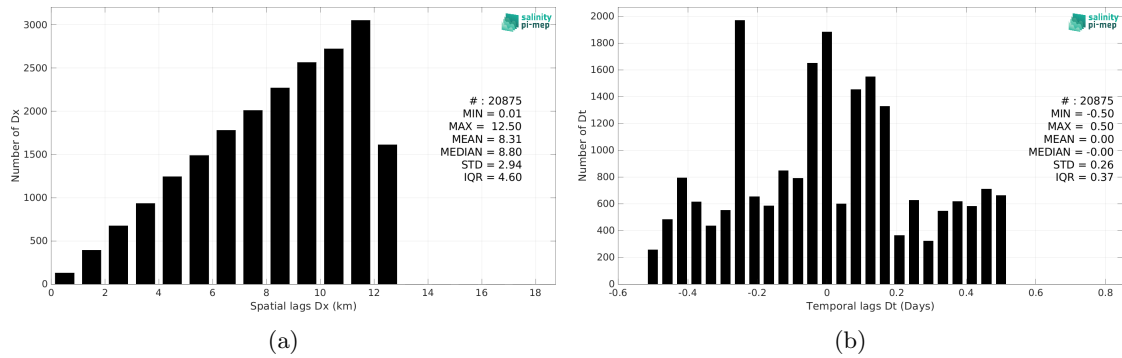 salinity
pi-mep
3000
2500
2000
1500
1000
500
0
Number of Dx
# : 20875
MIN = 0.01
MAX = 12.50
MEAN = 8.31
MEDIAN = 8.80
STD = 2.94
IQR = 4.60
0 2 4 6 8 10 12 14 16 18
Spatial lags Dx (km)
(a)
salinity
pi-mep
2000
1800
1600
1400
1200
1000
800
600
400
200
0
Number of Dt
# : 20875
MIN = -0.50
MAX = 0.50
MEAN = 0.00
MEDIAN = -0.00
STD = 0.26
IQR = 0.37
-0.6 -0.4 -0.2 0 0.2 0.4 0.6 0.8
Temporal lags Dt (Days)
(b)